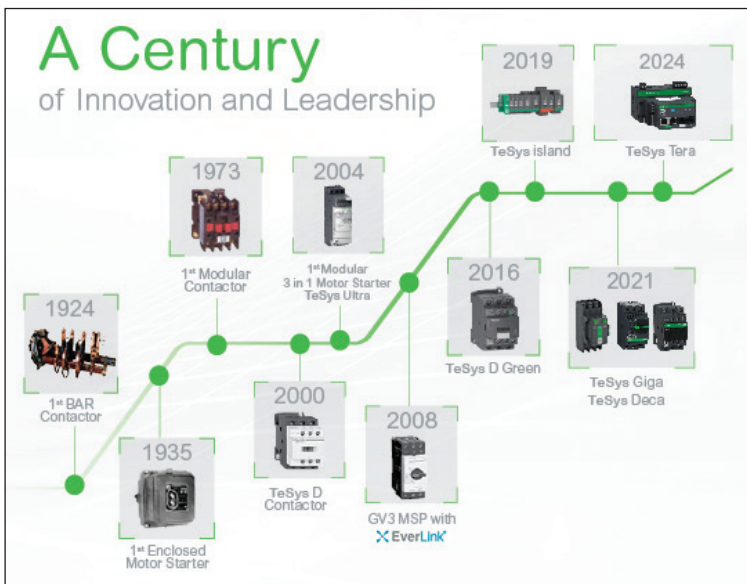 A Century
of Innovation and Leadership
1924
1st BAR
Contactor
1935
1st Enclosed
Motor Starter
1973
1st Modular
Contactor
2000
TeSys D
Contactor
2004
1st Modular
3 in 1 Motor Starter
TeSys Ultra
2008
GV3 MSP with
EverLink
2016
TeSys D Green
2019
TeSys island
2021
TeSys Giga
TeSys Deca
2024
TeSys Tera